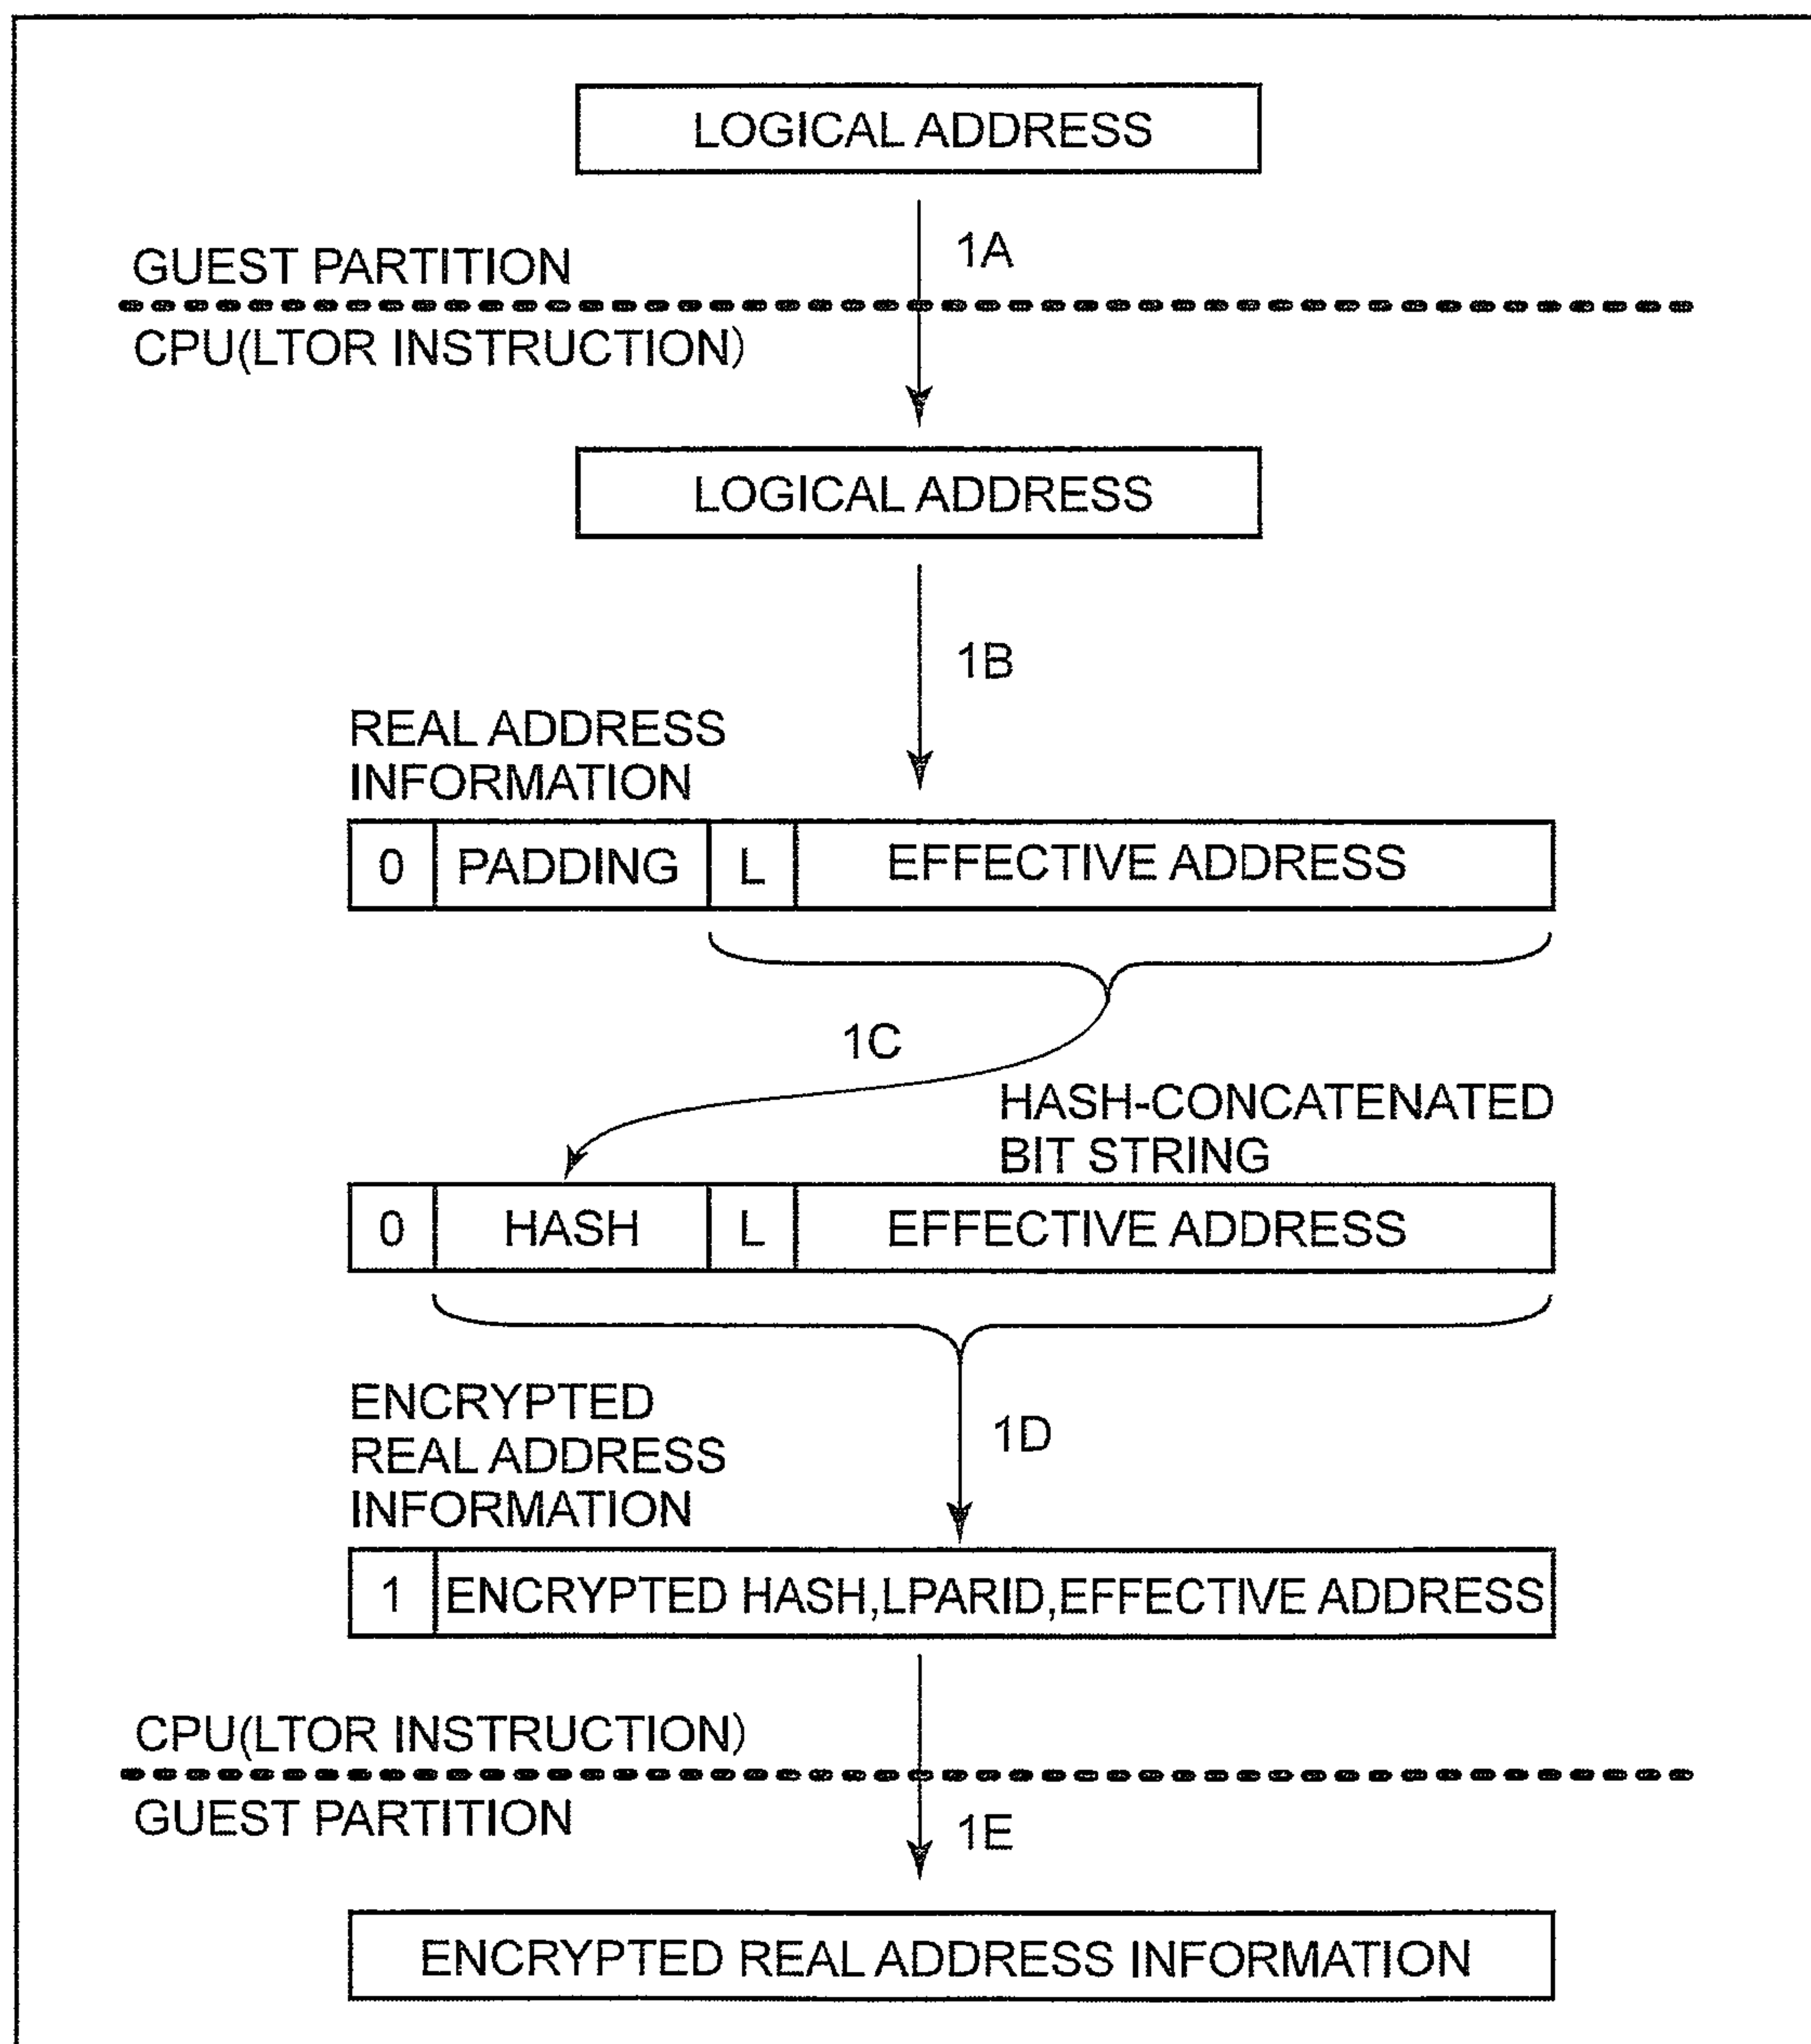 LOGICAL ADDRESS
1A
GUEST PARTITION
CPU(LTOR INSTRUCTION)
LOGICAL ADDRESS
1B
REAL ADDRESS
INFORMATION
0 PADDING L EFFECTIVE ADDRESS
1C
HASH-CONCATENATED
BIT STRING
0 HASH L EFFECTIVE ADDRESS
ENCRYPTED
REAL ADDRESS
INFORMATION
1D
1 ENCRYPTED HASH,LPARID,EFFECTIVE ADDRESS
CPU(LTOR INSTRUCTION)
GUEST PARTITION
1E
ENCRYPTED REAL ADDRESS INFORMATION